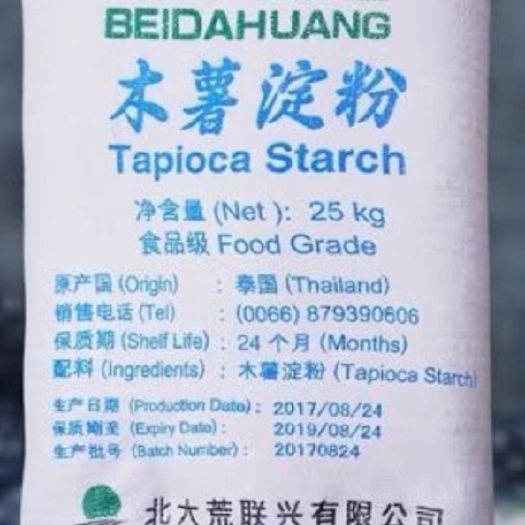 BEIDAHUANG
木薯淀粉
Tapioca Starch
净含量 (Net ): 25 kg
食品级 Food Grade
原产国 (Origin) : 泰国 (Thailand)
销售电话 (Tel) : (0066) 879390606
保质期 (Shelf Life) : 24 个月 (Months)
配料 (Ingredients) : 木薯淀粉 (Tapioca Starch)
生产日期 (Production Date) : 2017/08/24
保质期至 (Expiry Date) : 2019/08/24
生产批号 (Batch Number) : 20170824
北大荒联兴有限公司